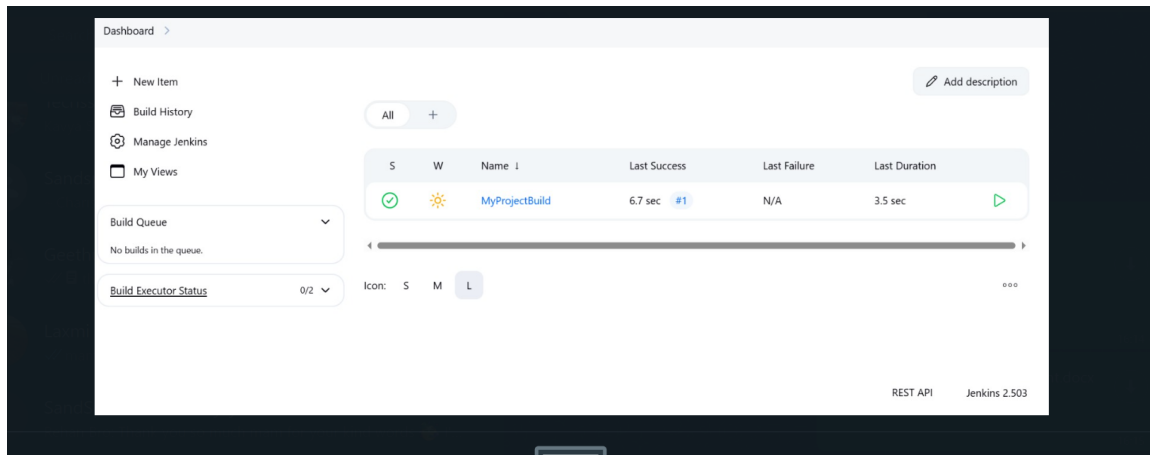 Dashboard
New Item
Build History
Manage Jenkins
My Views
Build Queue
No builds in the queue.
Build Executor Status 0/2
Add description
All +
S W Name ↓ Last Success Last Failure Last Duration
MyProjectBuild 6.7 sec #1 N/A 3.5 sec
Icon: S M L
REST API Jenkins 2.503